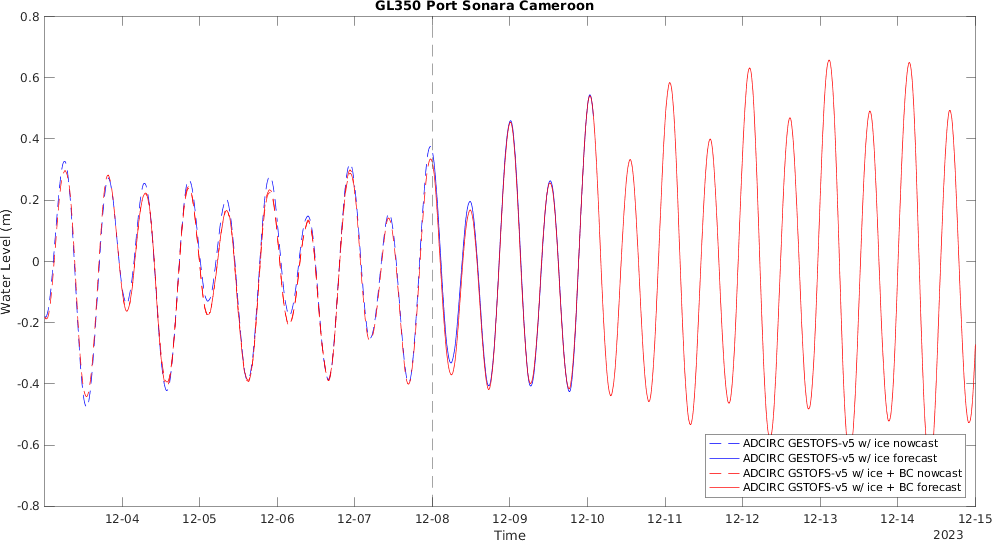 GL350 Port Sonara Cameroon
0.8
0.6
0.4
0.2
0
-0.2
-0.4
-0.6
-0.8
Water Level (m)
ADCIRC GESTOFS-v5 w/ ice nowcast
ADCIRC GESTOFS-v5 w/ ice forecast
ADCIRC GSTOFS-v5 w/ ice + BC nowcast
ADCIRC GSTOFS-v5 w/ ice + BC forecast
12-04 12-05 12-06 12-07 12-08 12-09 12-10 12-11 12-12 12-13 12-14 12-15
Time
2023